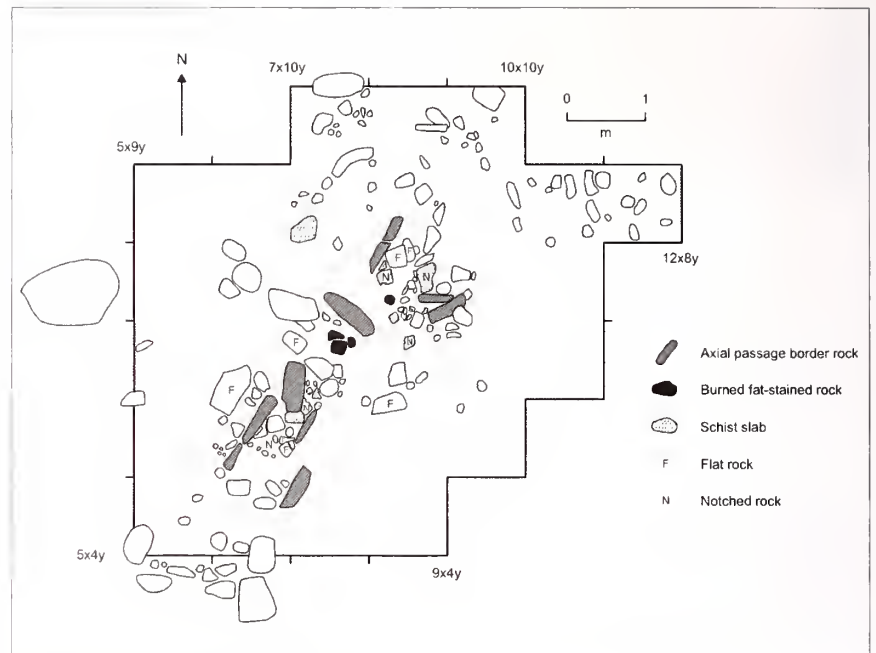 N
7x10y
10x10y
0 1
m
5x9y
12x8y
Axial passage border rock
Burned fat-stained rock
Schist slab
F Flat rock
N Notched rock
F
F
N
N
F
N
F
F
N
N
F
5x4y
9x4y